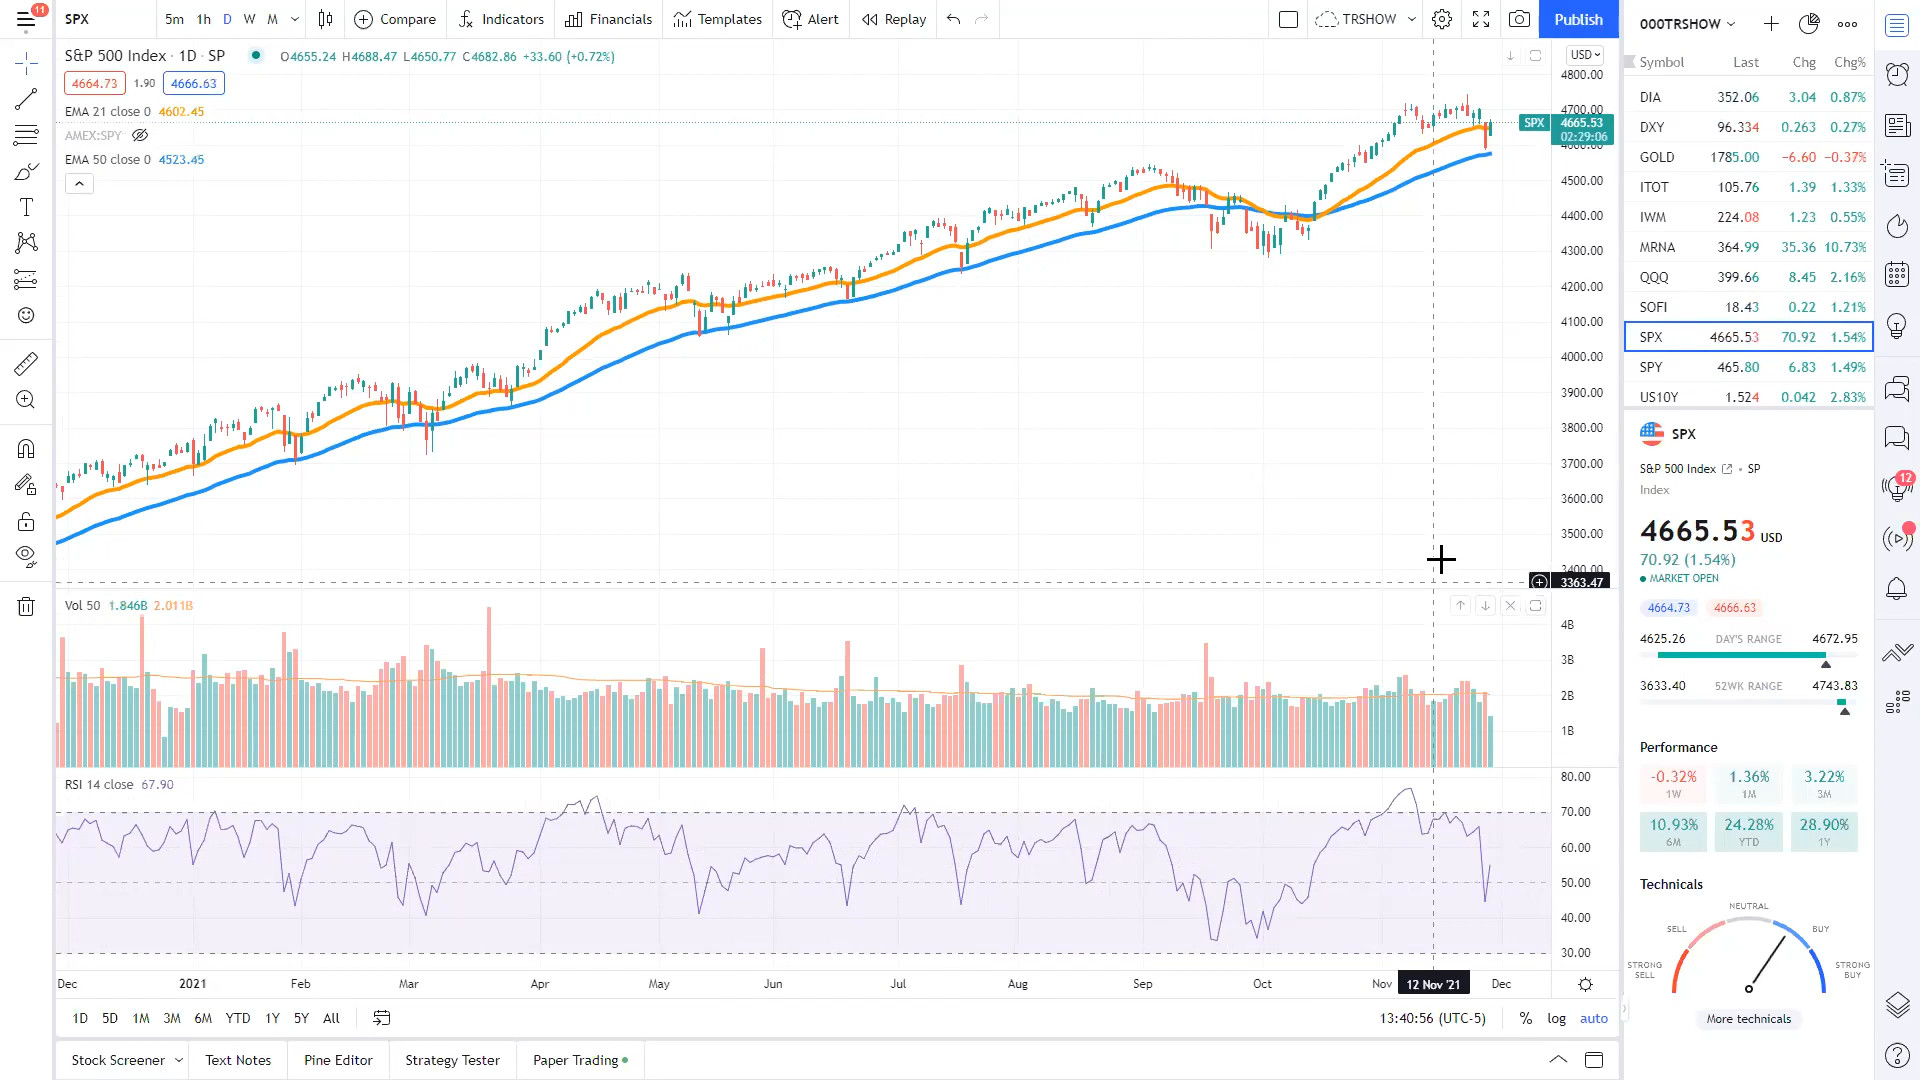 11
SPX 5m 1h D W M Compare Indicators Financials Templates Alert Replay TRSHOW Publish
S&P 500 Index · 1D · SP O4655.24 H4688.47 L4650.77 C4682.86 +33.60 (+0.72%)
4664.73 1.90 4666.63
EMA 21 close 0 4602.45
AMEX:SPY
EMA 50 close 0 4523.45
USD
4800.00
4700.00
SPX 4665.53
02:29:06
4600.00
4500.00
4400.00
4300.00
4200.00
4100.00
4000.00
3900.00
3800.00
3700.00
3600.00
3500.00
3400.00
3363.47
Vol 50 1.846B 2.011B
4B
3B
2B
1B
RSI 14 close 67.90
80.00
70.00
60.00
50.00
40.00
30.00
Dec 2021 Feb Mar Apr May Jun Jul Aug Sep Oct Nov 12 Nov '21 Dec
1D 5D 1M 3M 6M YTD 1Y 5Y All 13:40:56 (UTC-5) % log auto
Stock Screener Text Notes Pine Editor Strategy Tester Paper Trading
000TRSHOW
Symbol Last Chg Chg%
DIA 352.06 3.04 0.87%
DXY 96.334 0.263 0.27%
GOLD 1785.00 −6.60 −0.37%
ITOT 105.76 1.39 1.33%
IWM 224.08 1.23 0.55%
MRNA 364.99 35.36 10.73%
QQQ 399.66 8.45 2.16%
SOFI 18.43 0.22 1.21%
SPX 4665.53 70.92 1.54%
SPY 465.80 6.83 1.49%
US10Y 1.524 0.042 2.83%
SPX
S&P 500 Index • SP
Index
4665.53 USD
70.92 (1.54%)
MARKET OPEN
4664.73 4666.63
4625.26 DAY'S RANGE 4672.95
3633.40 52WK RANGE 4743.83
Performance
-0.32% 1.36% 3.22%
1W 1M 3M
10.93% 24.28% 28.90%
6M YTD 1Y
Technicals
NEUTRAL
SELL BUY
STRONG SELL STRONG BUY
More technicals
12